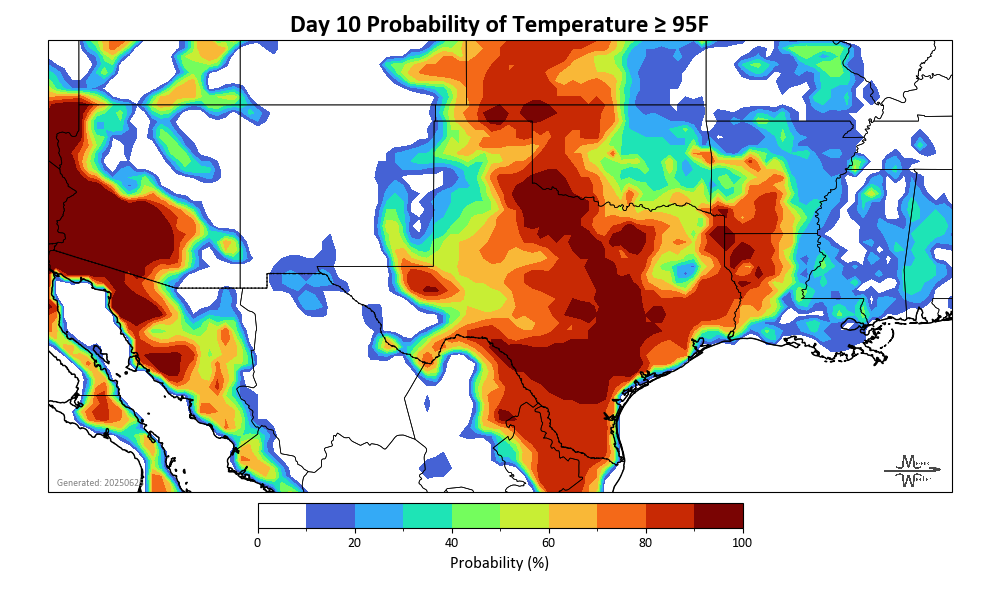 Day 10 Probability of Temperature ≥ 95F
Generated: 2025062
0 20 40 60 80 100
Probability (%)